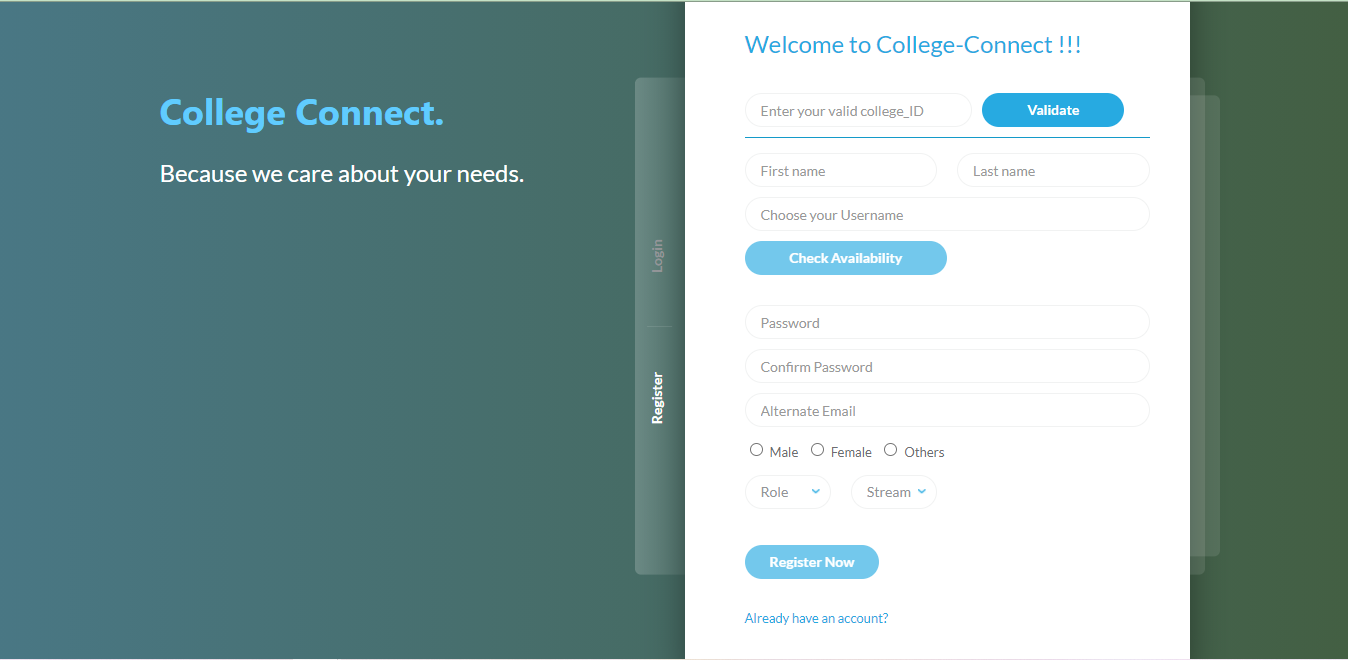 College Connect.
Because we care about your needs.
Login
Register
Welcome to College-Connect !!!
Enter your valid college_ID Validate
First name Last name
Choose your Username
Check Availability
Password
Confirm Password
Alternate Email
Male Female Others
Role Stream
Register Now
Already have an account?